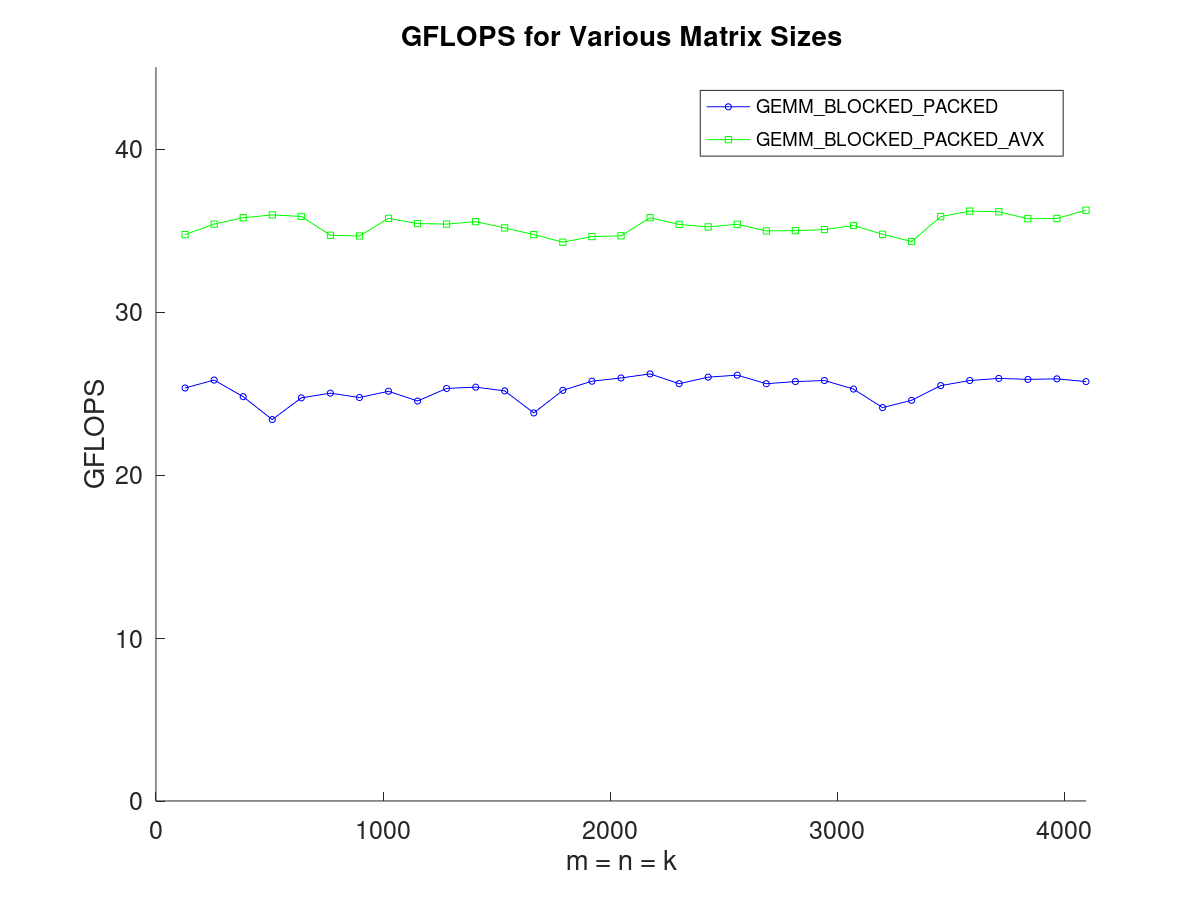 GFLOPS for Various Matrix Sizes
GEMM_BLOCKED_PACKED
GEMM_BLOCKED_PACKED_AVX
40
30
20
10
0
GFLOPS
0 1000 2000 3000 4000
m = n = k